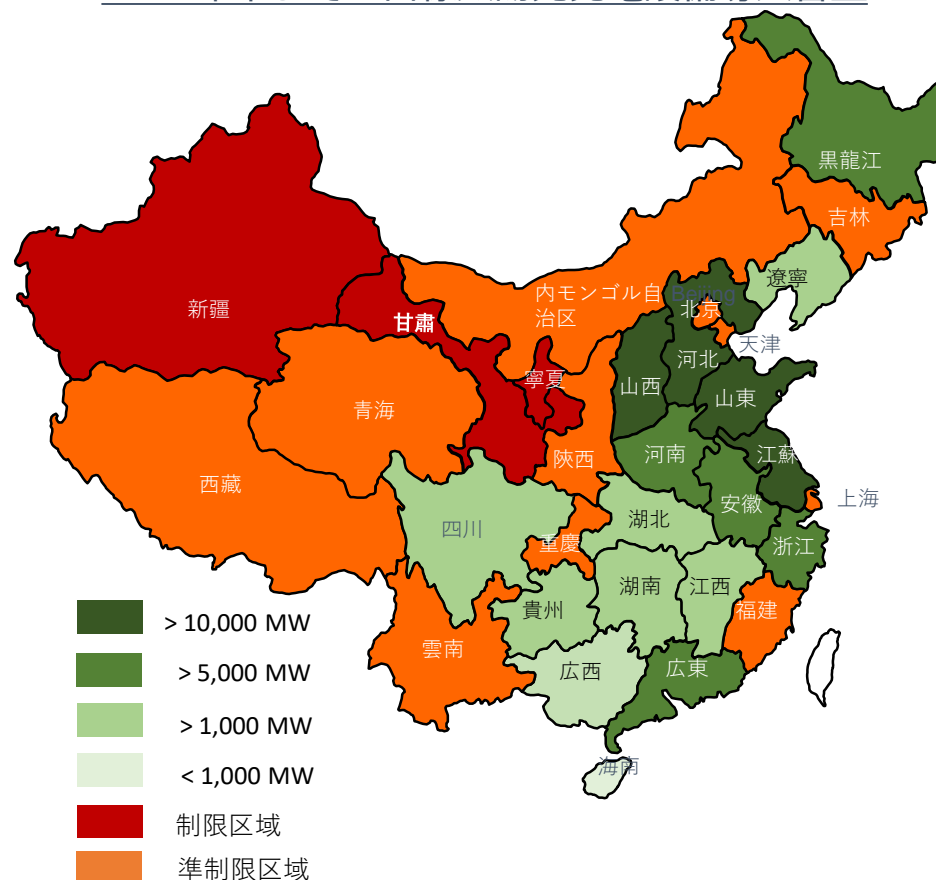 黒龍江
吉林
遼寧
内モンゴル自
治区
Beijing
北京
天津
新疆
甘粛
寧夏
河北
山西
山東
青海
陝西
河南
江蘇
西藏
安徽
上海
四川
湖北
重慶
浙江
貴州
湖南
江西
福建
雲南
広西
広東
海南
> 10,000 MW
> 5,000 MW
> 1,000 MW
< 1,000 MW
制限区域
準制限区域